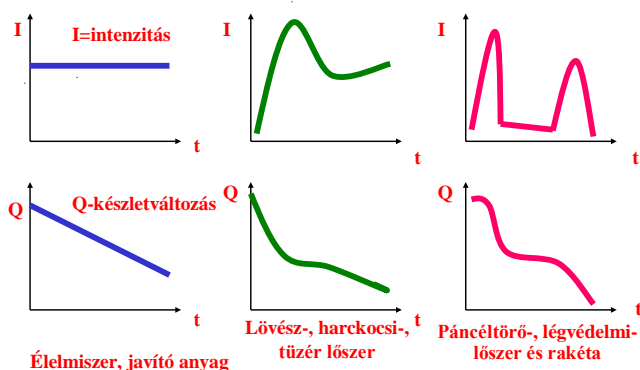 I
I=intenzitás
t
I
t
I
t
Q
Q-készletváltozás
t
Q
t
Q
t
Élelmiszer, javító anyag
Lövész-, harckocsi-,
tüzér lőszer
Páncéltörő-, légvédelmi-
lőszer és rakéta